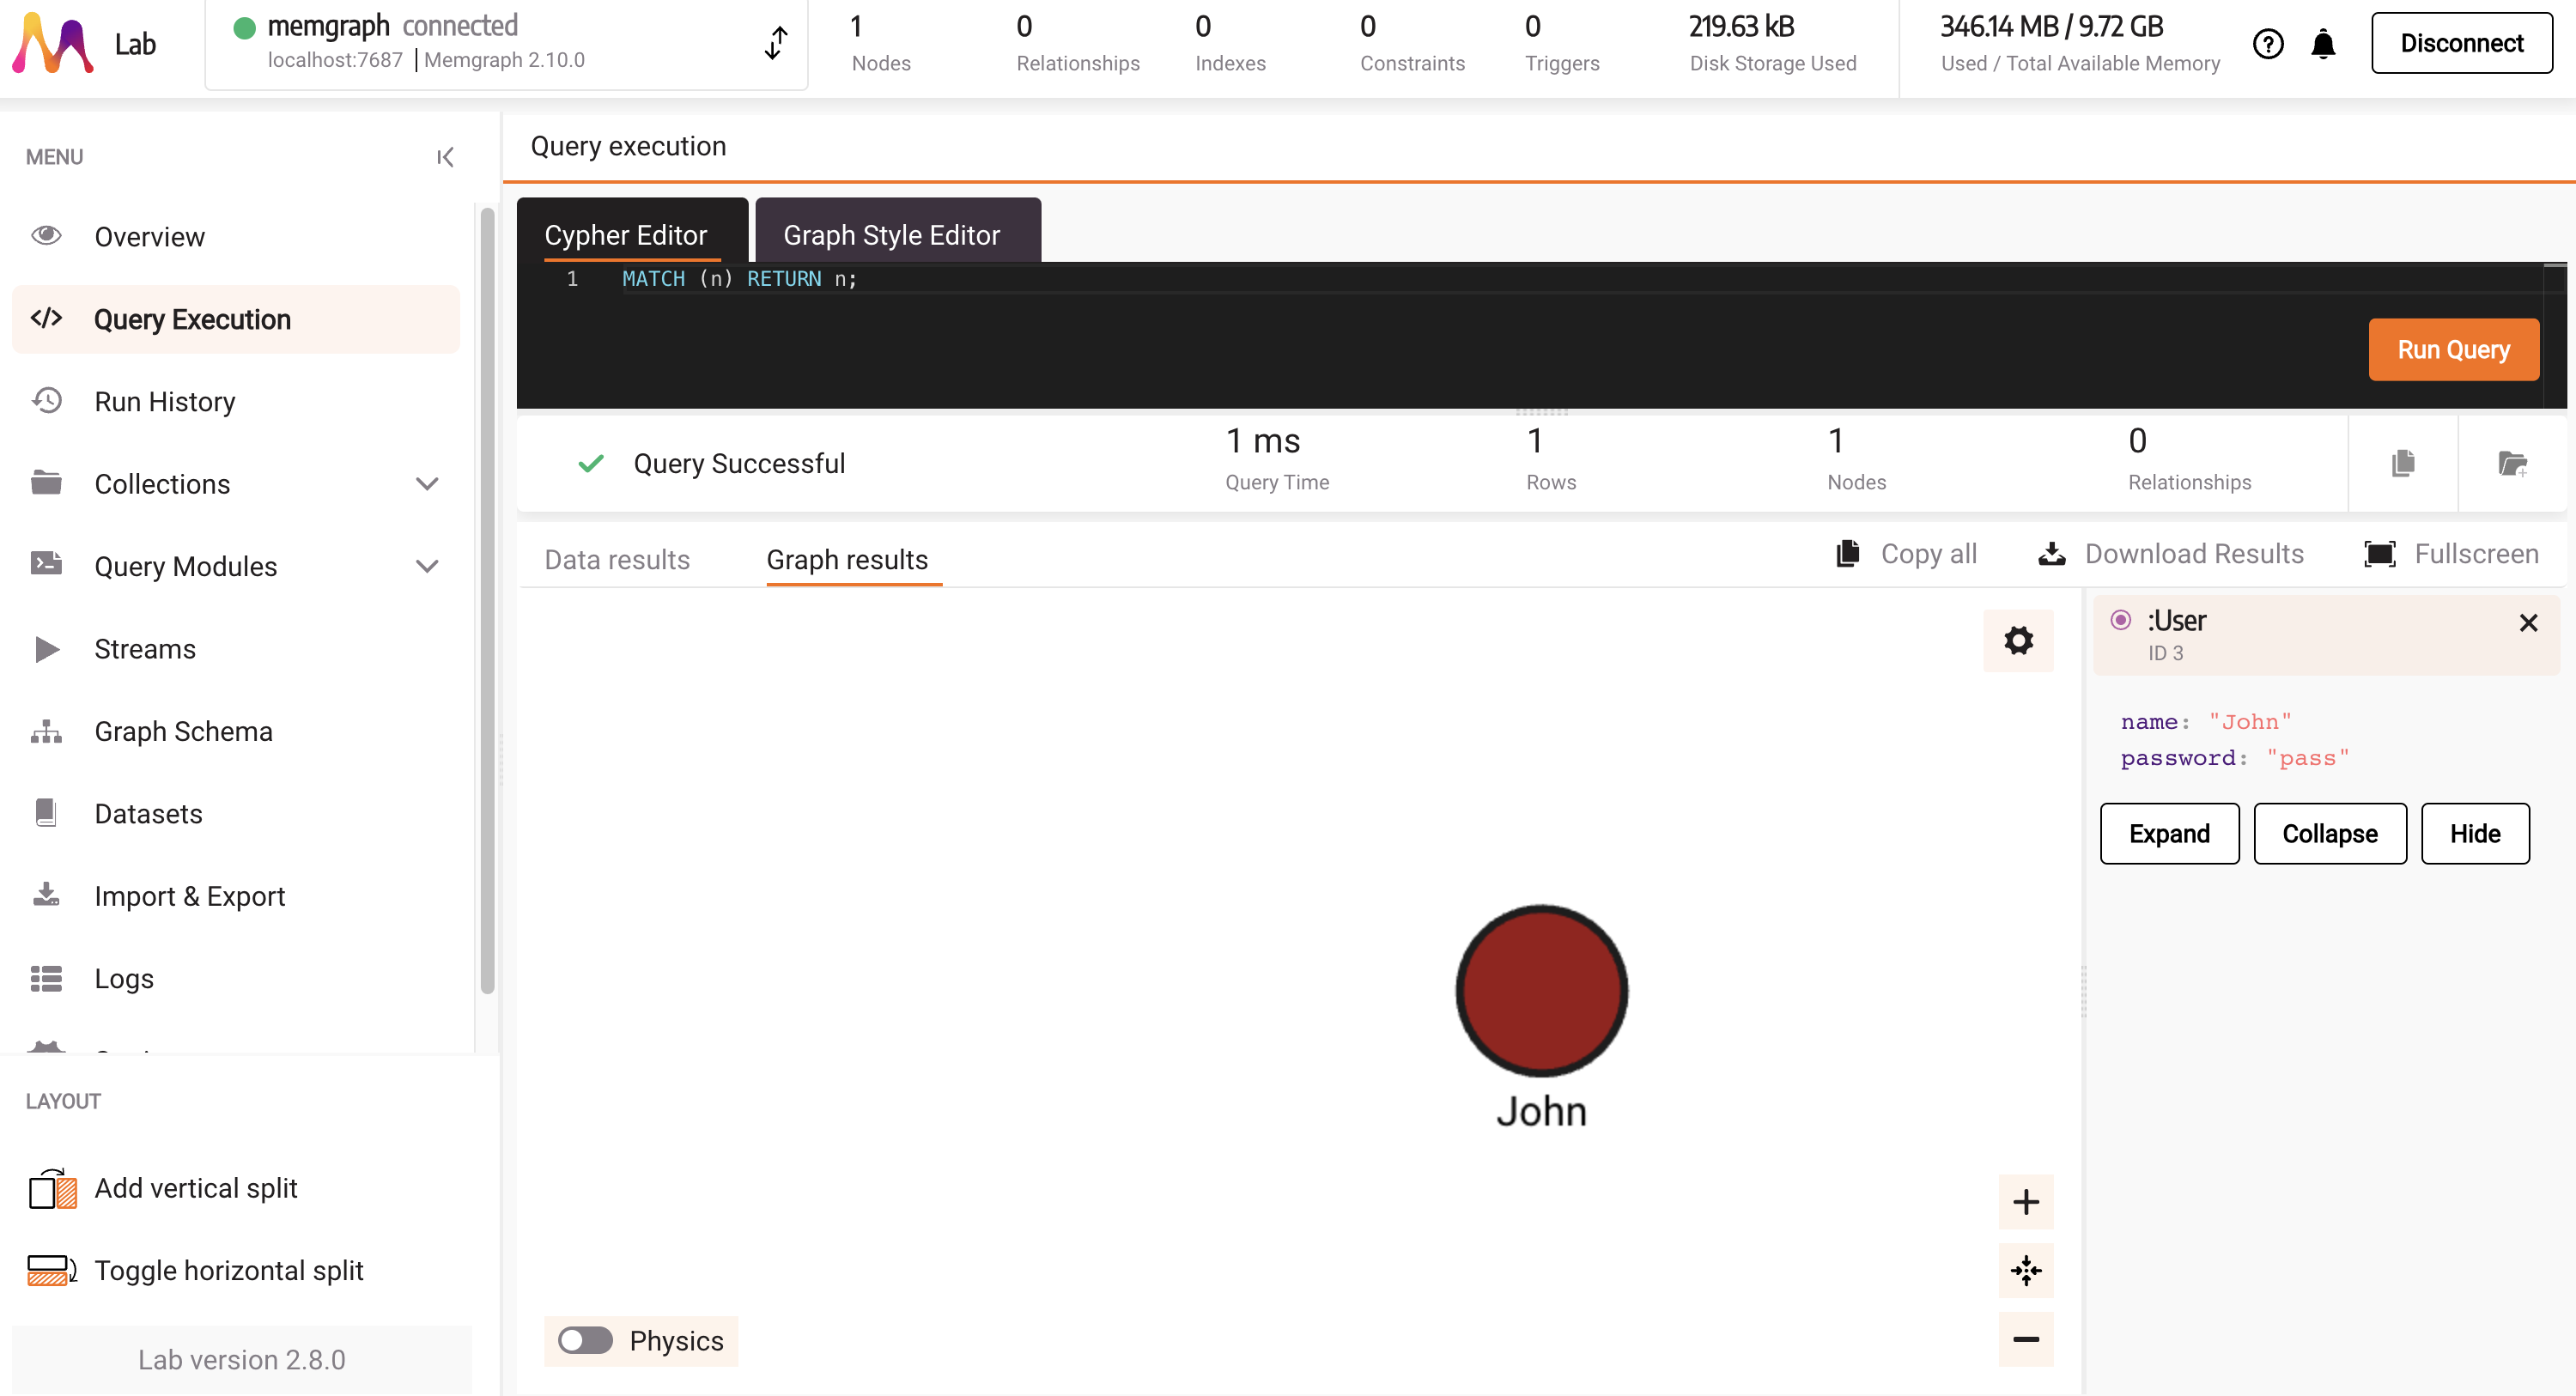 Lab
memgraph connected
localhost:7687 | Memgraph 2.10.0
1
Nodes
0
Relationships
0
Indexes
0
Constraints
0
Triggers
219.63 kB
Disk Storage Used
346.14 MB / 9.72 GB
Used / Total Available Memory
Disconnect
MENU
Overview
Query Execution
Run History
Collections
Query Modules
Streams
Graph Schema
Datasets
Import & Export
Logs
LAYOUT
Add vertical split
Toggle horizontal split
Lab version 2.8.0
Query execution
Cypher Editor
Graph Style Editor
1 MATCH (n) RETURN n;
Run Query
Query Successful
1 ms
Query Time
1
Rows
1
Nodes
0
Relationships
Data results
Graph results
Copy all
Download Results
Fullscreen
John
Physics
:User
ID 3
name: "John"
password: "pass"
Expand
Collapse
Hide